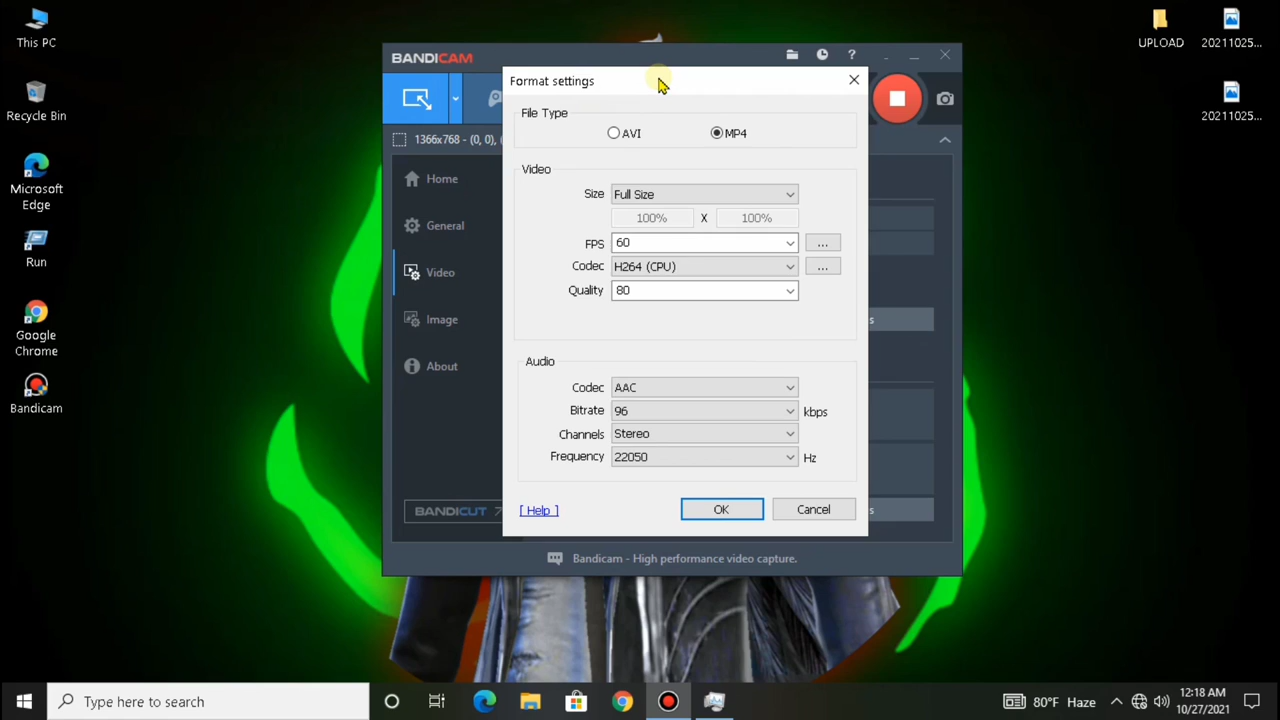 This PC
Recycle Bin
Microsoft
Edge
Run
Google
Chrome
Bandicam
UPLOAD
20211025...
20211025...
BANDICAM
?
1366x768 - (0, 0), (
Home
General
Video
Image
About
BANDICUT
Format settings
File Type
AVI
MP4
Video
Size
Full Size
100%
X
100%
FPS
60
...
Codec
H264 (CPU)
...
Quality
80
Audio
Codec
AAC
Bitrate
96
kbps
Channels
Stereo
Frequency
22050
Hz
[ Help ]
OK
Cancel
s
s
Bandicam - High performance video capture.
Type here to search
80°F Haze
12:18 AM
10/27/2021